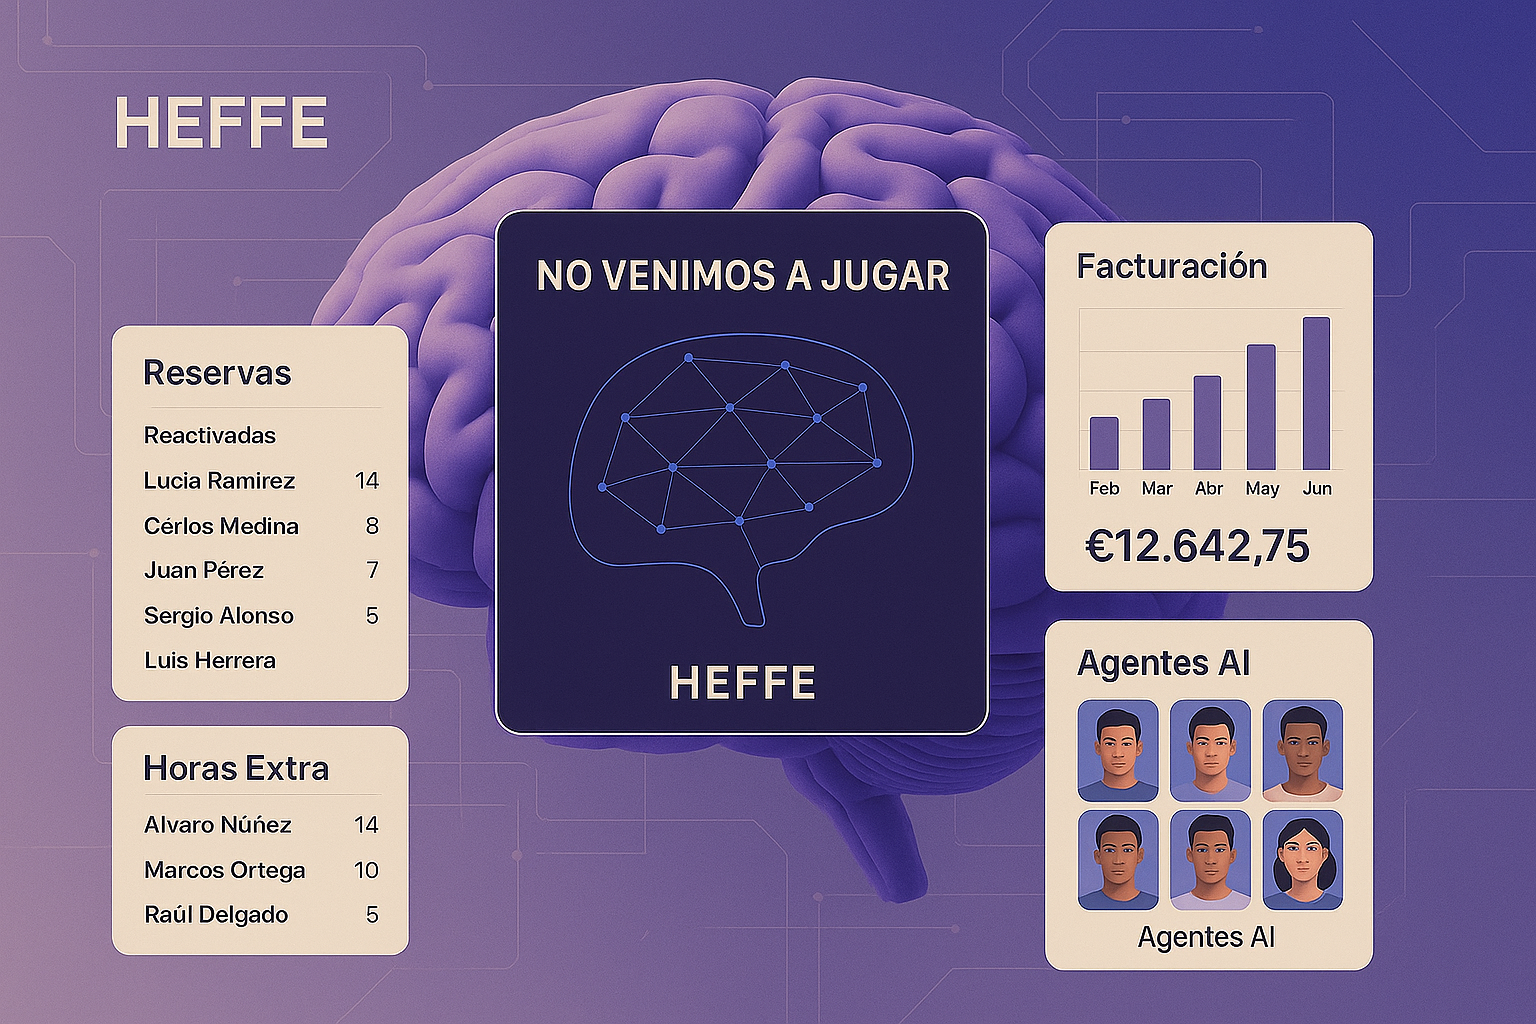 HEFFE
NO VENIMOS A JUGAR
HEFFE
Reservas
Reactivadas
Lucia Ramirez 14
Cérlos Medina 8
Juan Pérez 7
Sergio Alonso 5
Luis Herrera
Horas Extra
Alvaro Núńez 14
Marcos Ortega 10
Raúl Delgado 5
Facturación
Feb Mar Abr May Jun
€12.642,75
Agentes AI
Agentes AI